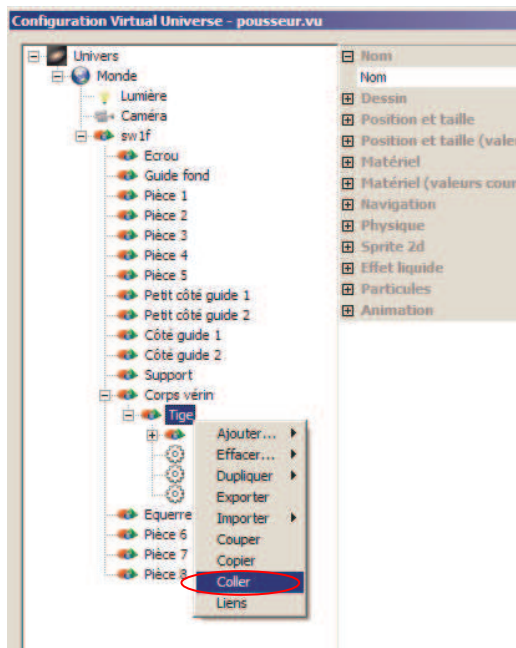 Configuration Virtual Universe - pousseur.vu
Univers
Monde
Lumière
Caméra
sw1f
Ecrou
Guide fond
Pièce 1
Pièce 2
Pièce 3
Pièce 4
Pièce 5
Petit côté guide 1
Petit côté guide 2
Côté guide 1
Côté guide 2
Support
Corps vérin
Tige
Equerre
Pièce 6
Pièce 7
Pièce 8
Ajouter...
Effacer...
Dupliquer
Exporter
Importer
Couper
Copier
Coller
Liens
Nom
Nom
Dessin
Position et taille
Position et taille (vale
Matériel
Matériel (valeurs cour
Navigation
Physique
Sprite 2d
Effet liquide
Particules
Animation